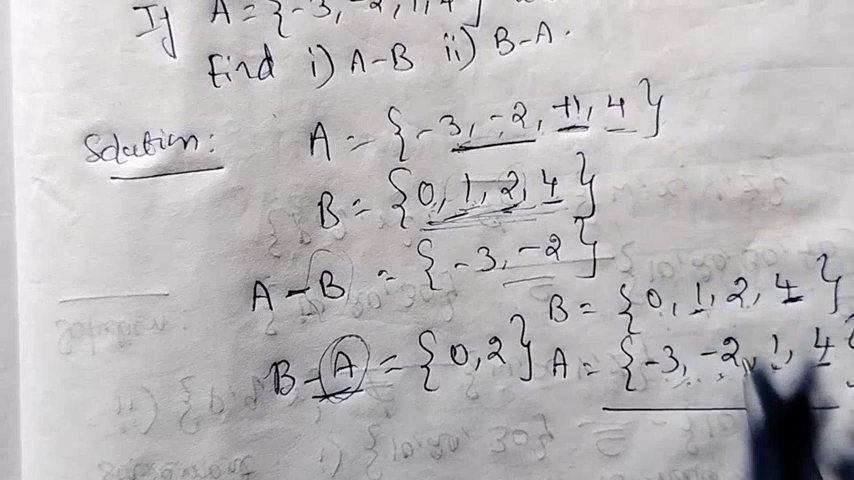 If A = {-3, -2, 1, 4}
find i) A-B ii) B-A.
Solution:
A = {-3, -2, +1, 4}
B = {0, 1, 2, 4}
A-B = {-3, -2}
B = {0, 1, 2, 4}
B-A = {0, 2}
A = {-3, -2, 1, 4